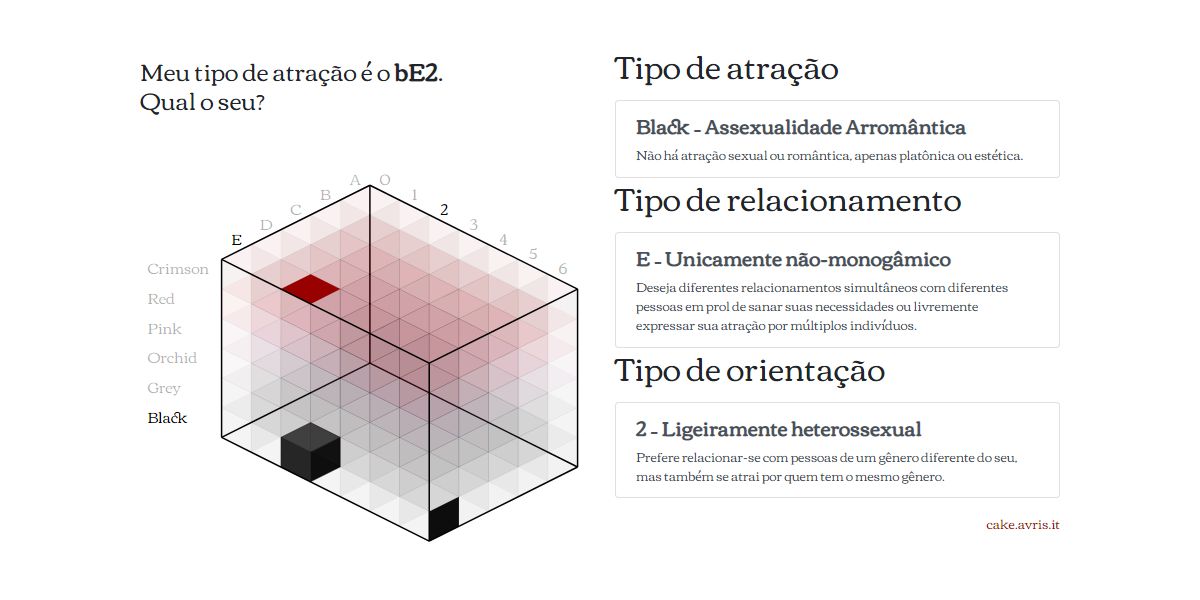 Meu tipo de atração é o bE2.
Qual o seu?
A
B
C
D
E
0
1
2
3
4
5
6
Crimson
Red
Pink
Orchid
Grey
Black
Tipo de atração
Black - Assexualidade Arromântica
Não há atração sexual ou romântica, apenas platônica ou estética.
Tipo de relacionamento
E - Unicamente não-monogâmico
Deseja diferentes relacionamentos simultâneos com diferentes
pessoas em prol de sanar suas necessidades ou livremente
expressar sua atração por múltiplos indivíduos.
Tipo de orientação
2 - Ligeiramente heterossexual
Prefere relacionar-se com pessoas de um gênero diferente do seu,
mas também se atrai por quem tem o mesmo gênero.
cake.avris.it